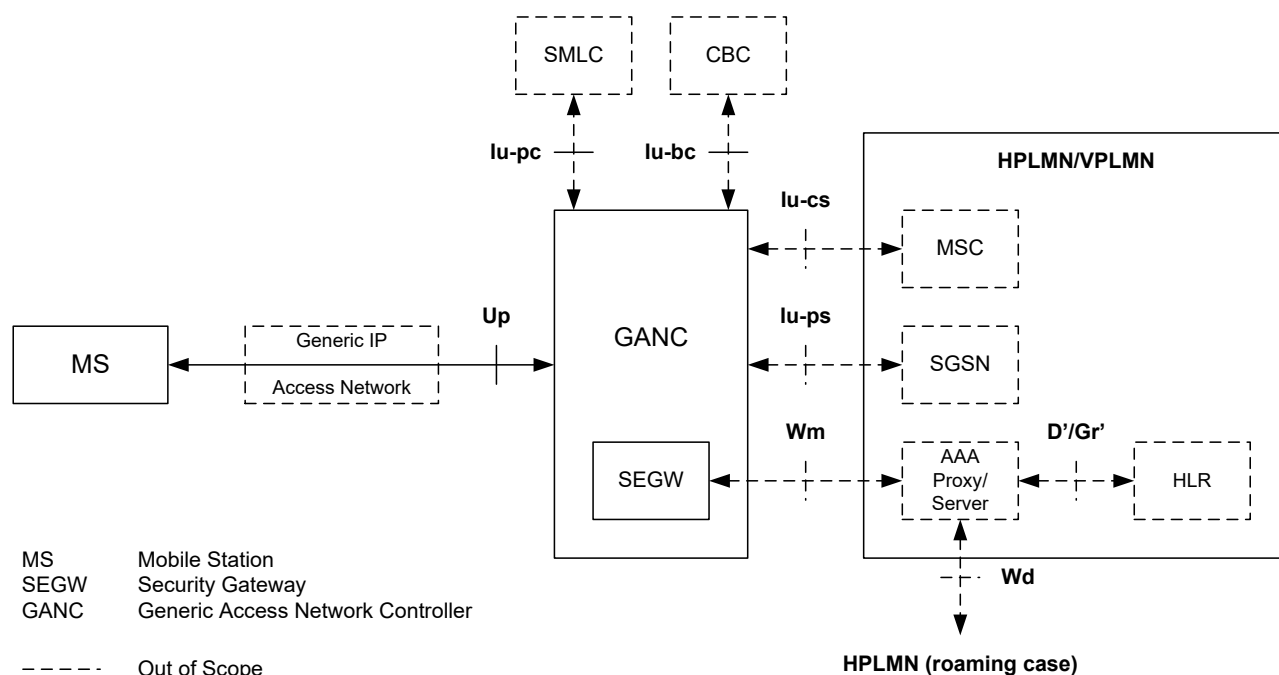 SMLC
CBC
Iu-pc
Iu-bc
HPLMN/VPLMN
Iu-cs
MSC
Up
Iu-ps
Generic IP
MS
GANC
SGSN
Access Network
Wm
D’/Gr’
AAA
Proxy/
Server
SEGW
HLR
MS Mobile Station
SEGW Security Gateway
GANC Generic Access Network Controller
Wd
Out of Scope
HPLMN (roaming case)